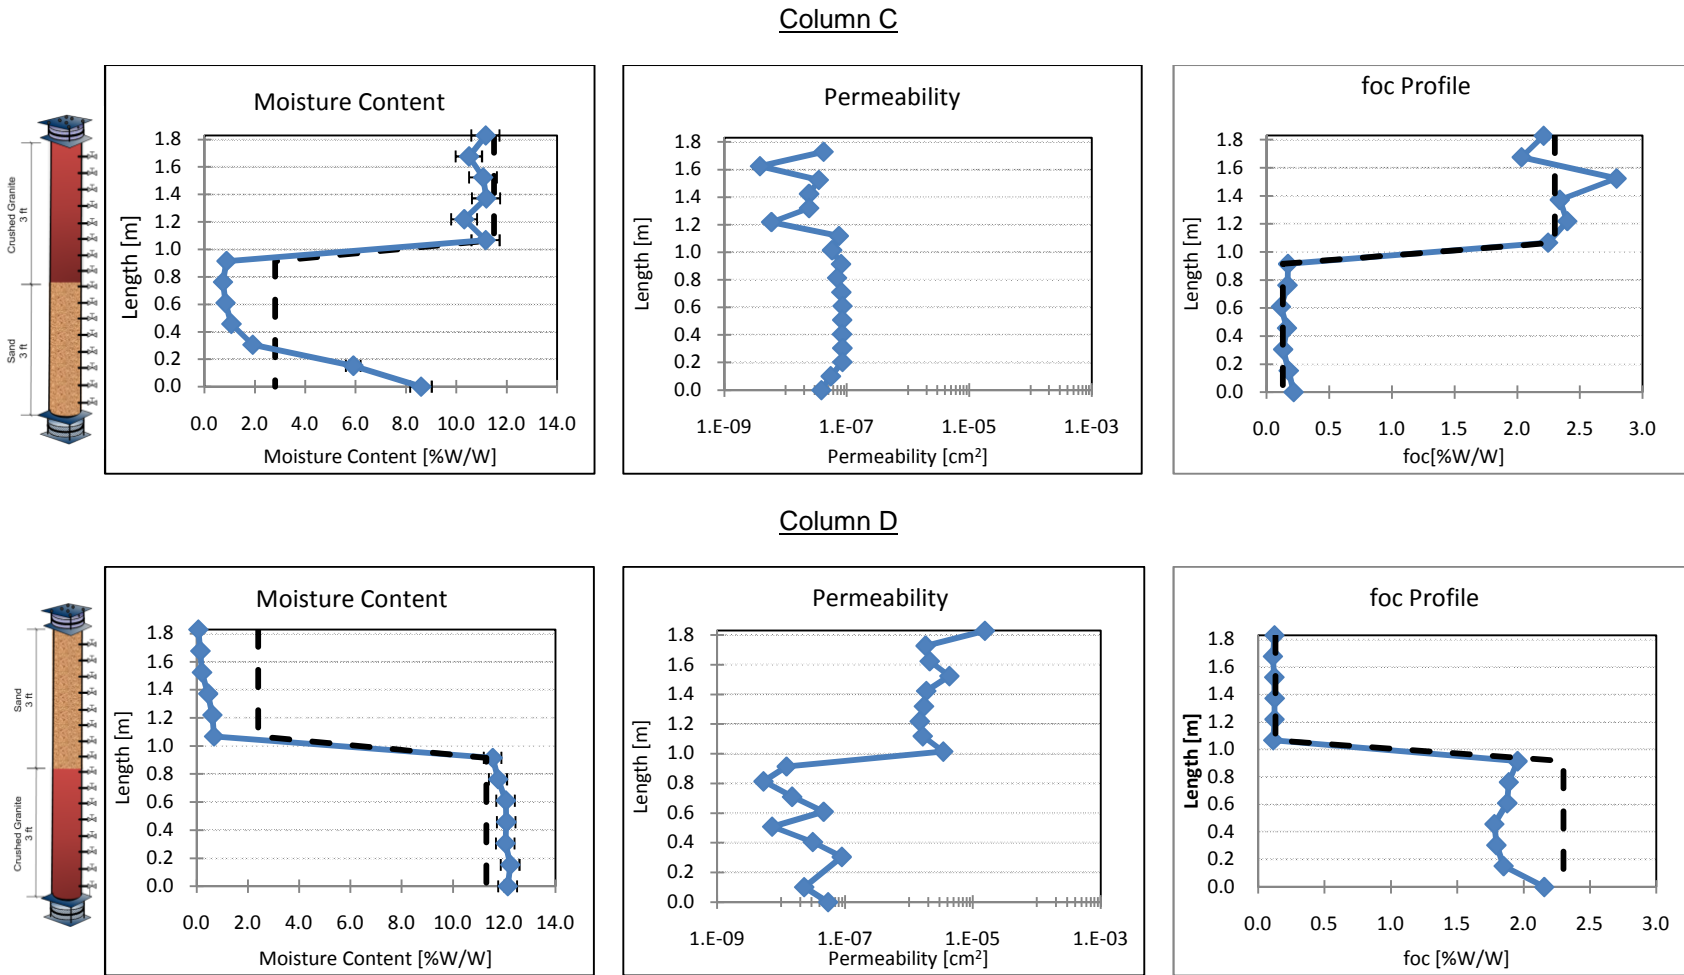 Column C
Crushed Granite
3 ft
Sand
3 ft
Moisture Content
Length [m]
1.8
1.6
1.4
1.2
1.0
0.8
0.6
0.4
0.2
0.0
0.0 2.0 4.0 6.0 8.0 10.0 12.0 14.0
Moisture Content [%W/W]
Permeability
Length [m]
1.8
1.6
1.4
1.2
1.0
0.8
0.6
0.4
0.2
0.0
1.E-09 1.E-07 1.E-05 1.E-03
Permeability [cm²]
foc Profile
Length [m]
1.8
1.6
1.4
1.2
1.0
0.8
0.6
0.4
0.2
0.0
0.0 0.5 1.0 1.5 2.0 2.5 3.0
foc[%W/W]
Column D
Sand
3 ft
Crushed Granite
3 ft
Moisture Content
Length [m]
1.8
1.6
1.4
1.2
1.0
0.8
0.6
0.4
0.2
0.0
0.0 2.0 4.0 6.0 8.0 10.0 12.0 14.0
Moisture Content [%W/W]
Permeability
Length [m]
1.8
1.6
1.4
1.2
1.0
0.8
0.6
0.4
0.2
0.0
1.E-09 1.E-07 1.E-05 1.E-03
Permeability [cm²]
foc Profile
Length [m]
1.8
1.6
1.4
1.2
1.0
0.8
0.6
0.4
0.2
0.0
0.0 0.5 1.0 1.5 2.0 2.5 3.0
foc [%W/W]